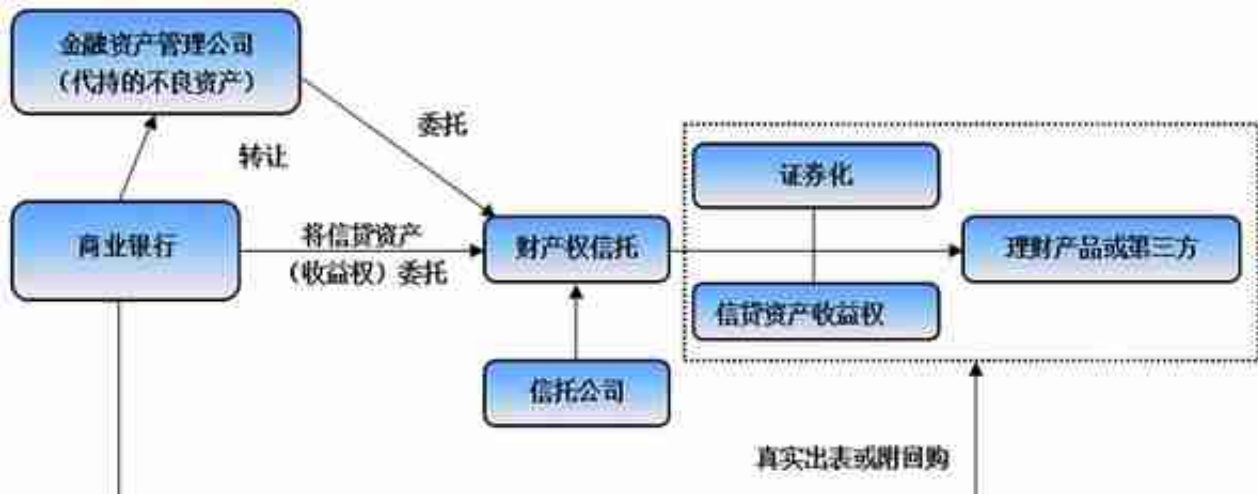 金融资产管理公司
（代持的不良资产）
委托
转让
证券化
商业银行
将信贷资产
（收益权）委托
财产权信托
理财产品或第三方
信贷资产收益权
信托公司
真实出表或附回购